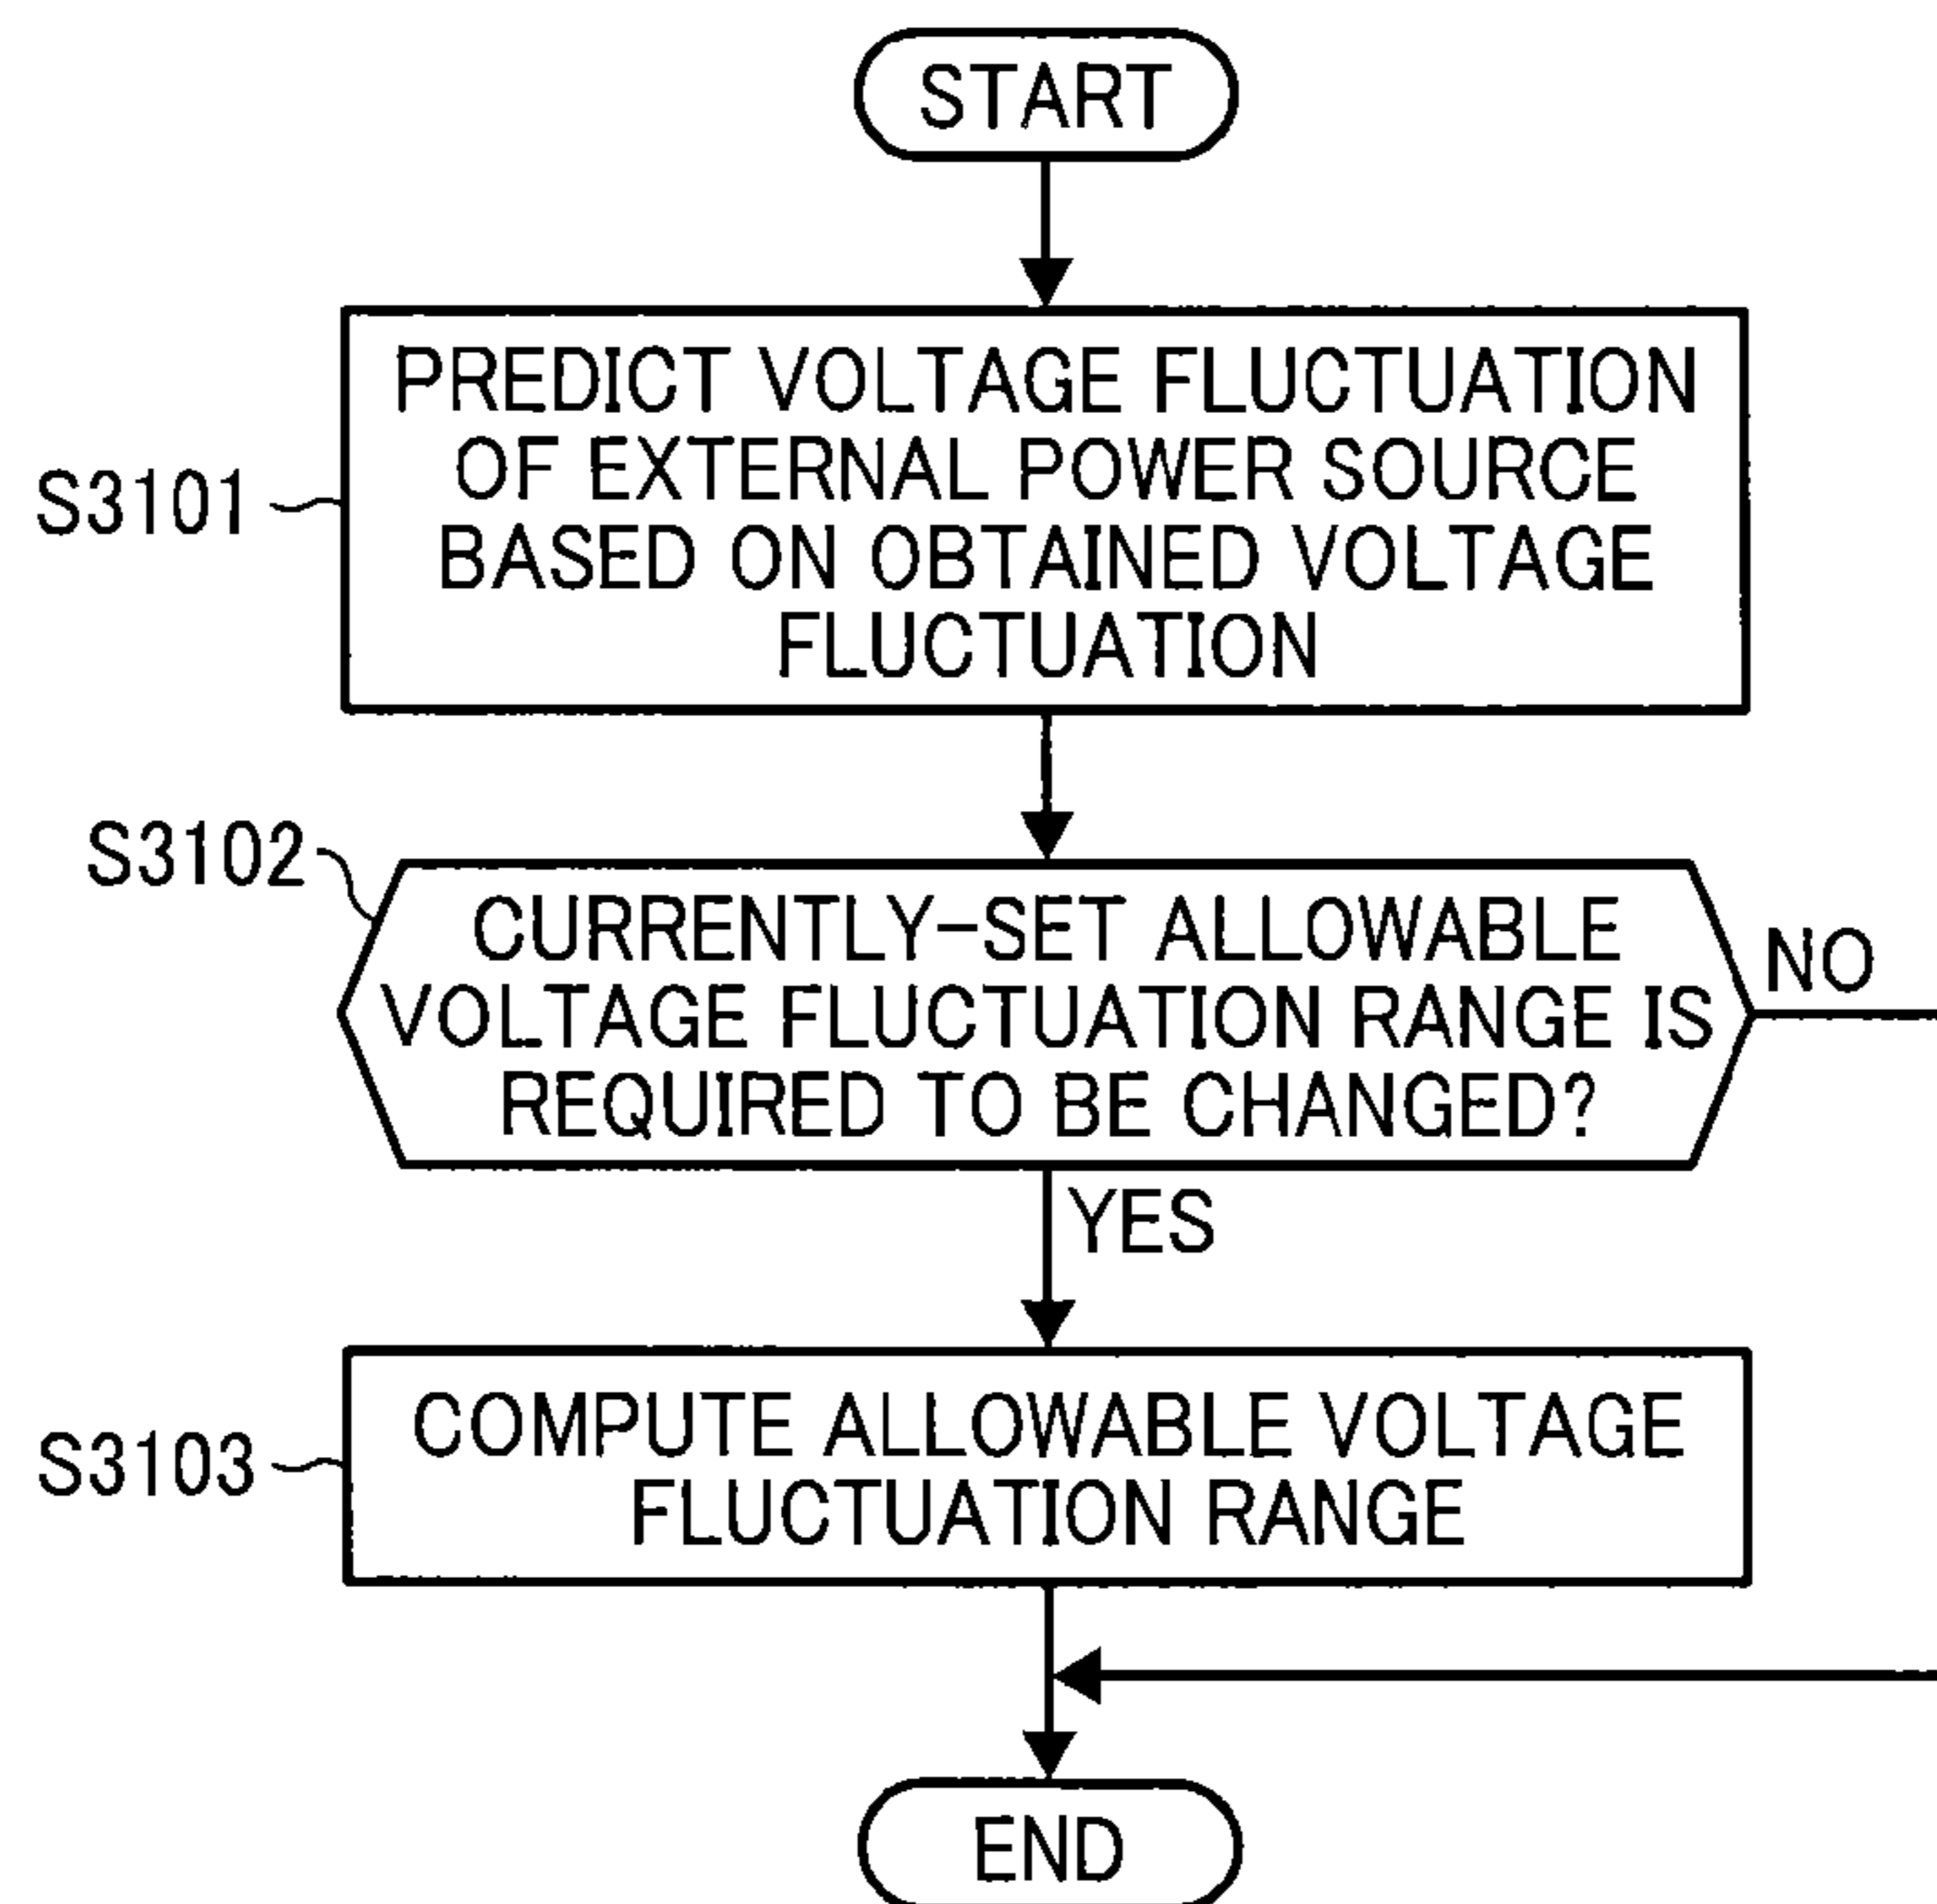 START
S3101
PREDICT VOLTAGE FLUCTUATION
OF EXTERNAL POWER SOURCE
BASED ON OBTAINED VOLTAGE
FLUCTUATION
S3102
CURRENTLY-SET ALLOWABLE
VOLTAGE FLUCTUATION RANGE IS
REQUIRED TO BE CHANGED?
NO
YES
S3103
COMPUTE ALLOWABLE VOLTAGE
FLUCTUATION RANGE
END